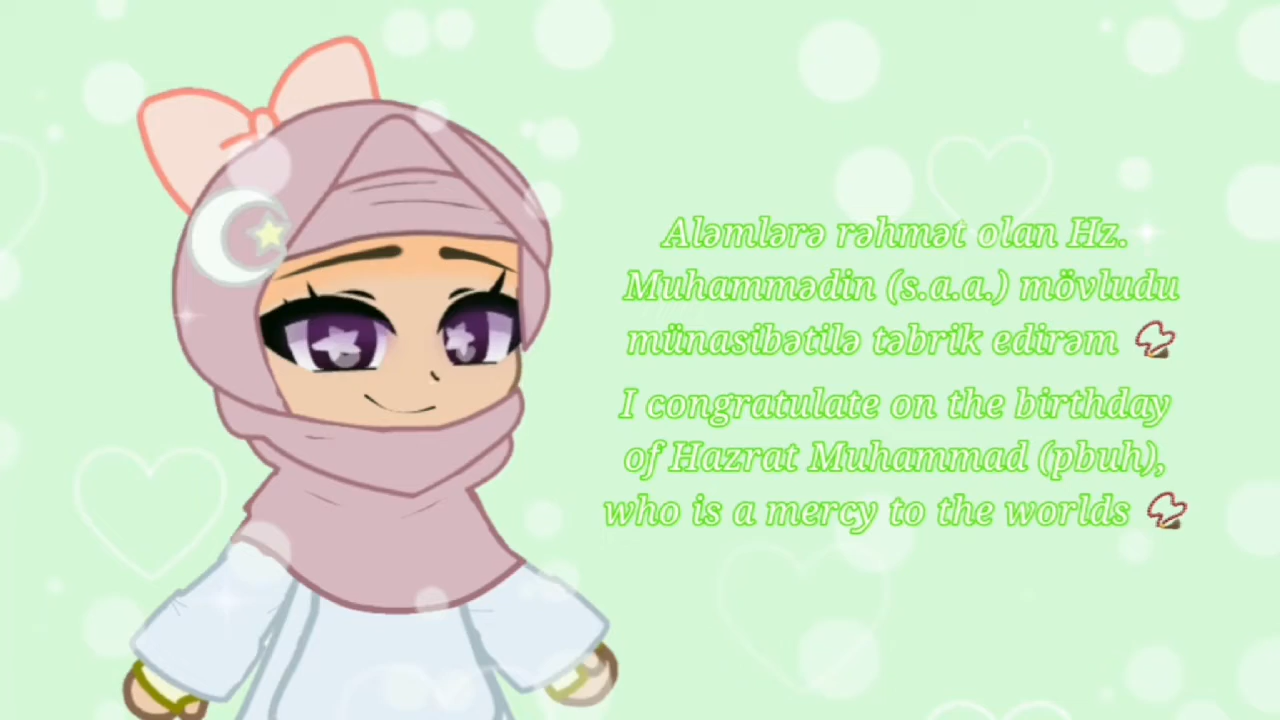 Aləmlərə rəhmət olan Hz.
Muhammədin (s.a.a.) mövludu
münasibətilə təbrik edirəm
I congratulate on the birthday
of Hazrat Muhammad (pbuh),
who is a mercy to the worlds